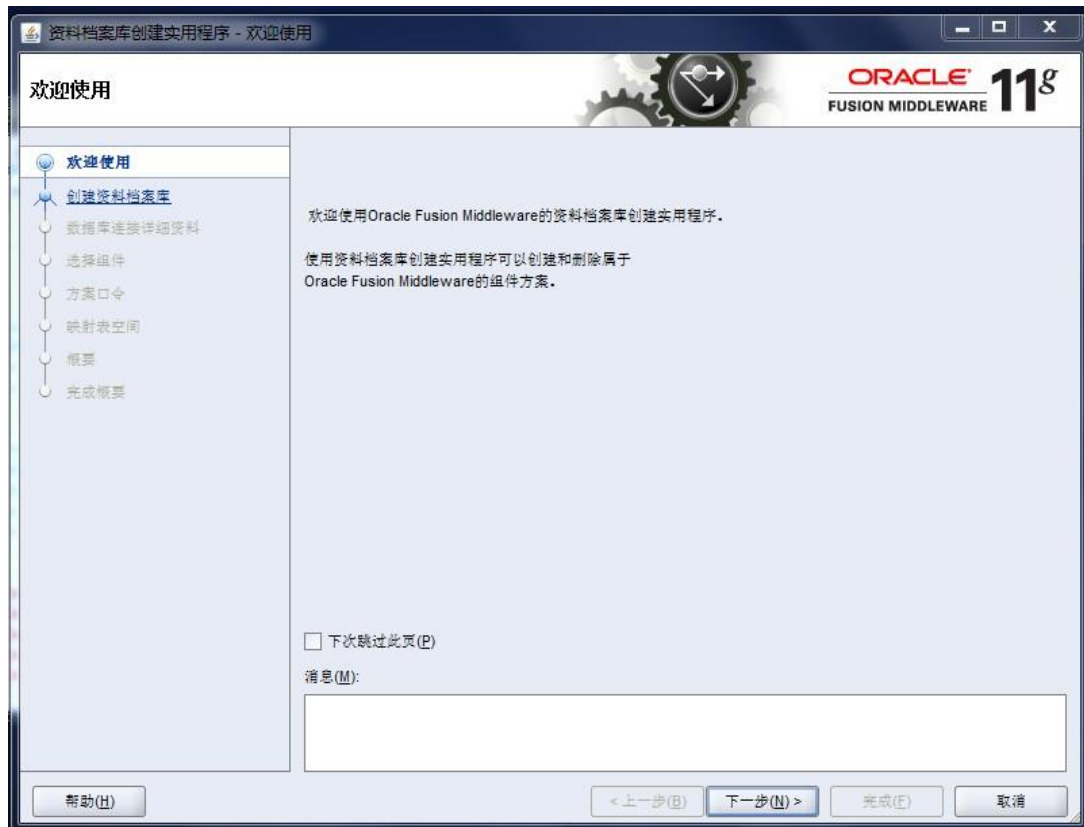 资料档案库创建实用程序 - 欢迎使用
欢迎使用
ORACLE
FUSION MIDDLEWARE
11g
欢迎使用
创建资料档案库
数据库连接详细资料
选择组件
方案口令
映射表空间
概要
完成概要
欢迎使用Oracle Fusion Middleware的资料档案库创建实用程序。
使用资料档案库创建实用程序可以创建和删除属于
Oracle Fusion Middleware的组件方案。
下次跳过此页(P)
消息(M):
帮助(H)
< 上一步(B)
下一步(N) >
完成(F)
取消